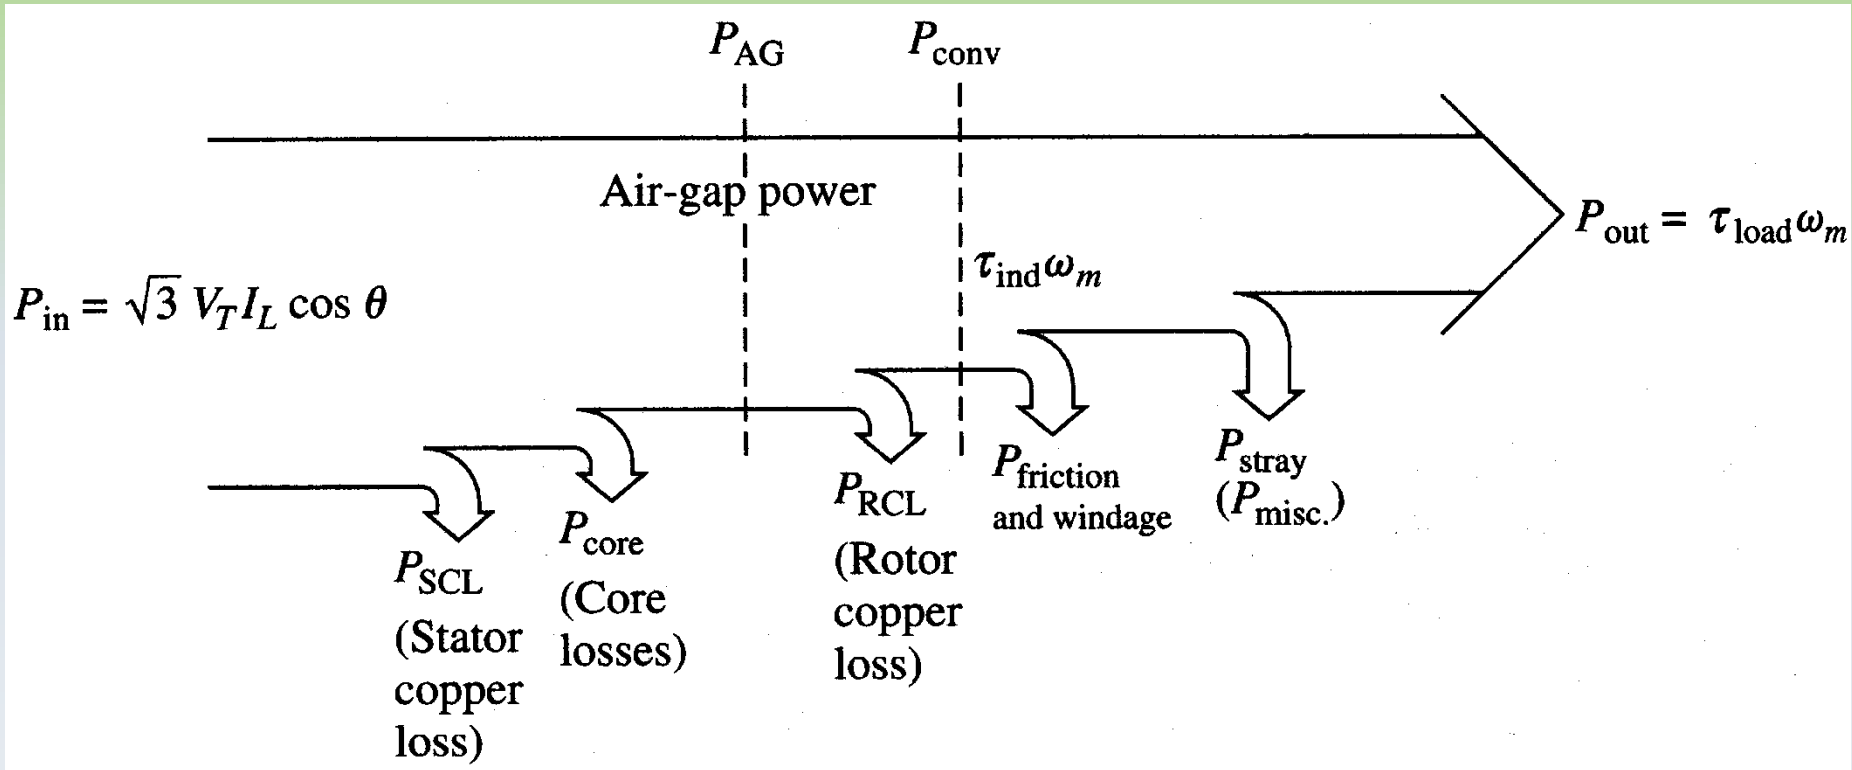 P_AG
P_conv
Air-gap power
P_out = τ_load ω_m
τ_ind ω_m
P_in = √3 V_T I_L cos θ
P_SCL
(Stator
copper
loss)
P_core
(Core
losses)
P_RCL
(Rotor
copper
loss)
P_friction
and windage
P_stray
(P_misc.)